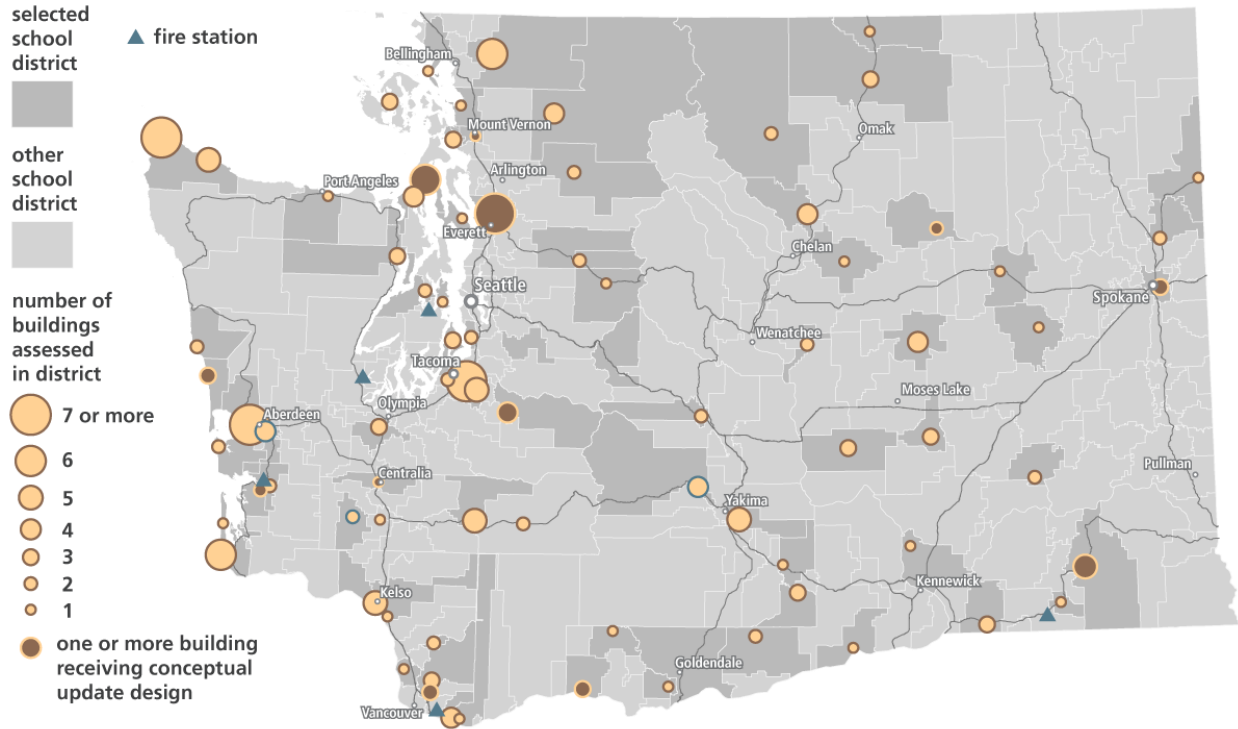 selected
school
district
fire station
other
school
district
number of
buildings
assessed
in district
7 or more
6
5
4
3
2
1
one or more building
receiving conceptual
update design
Bellingham
Mount Vernon
Omak
Arlington
Port Angeles
Everett
Chelan
Seattle
Spokane
Wenatchee
Tacoma
Moses Lake
Olympia
Aberdeen
Centralia
Pullman
Yakima
Kennewick
Kelso
Goldendale
Vancouver